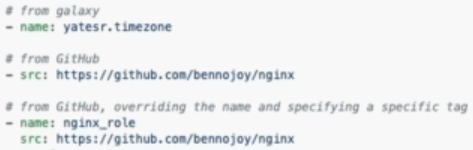 # from galaxy
- name: yatesr.timezone
# from GitHub
- src: https://github.com/bennojoy/nginx
# from GitHub, overriding the name and specifying a specific tag
- name: nginx_role
src: https://github.com/bennojoy/nginx